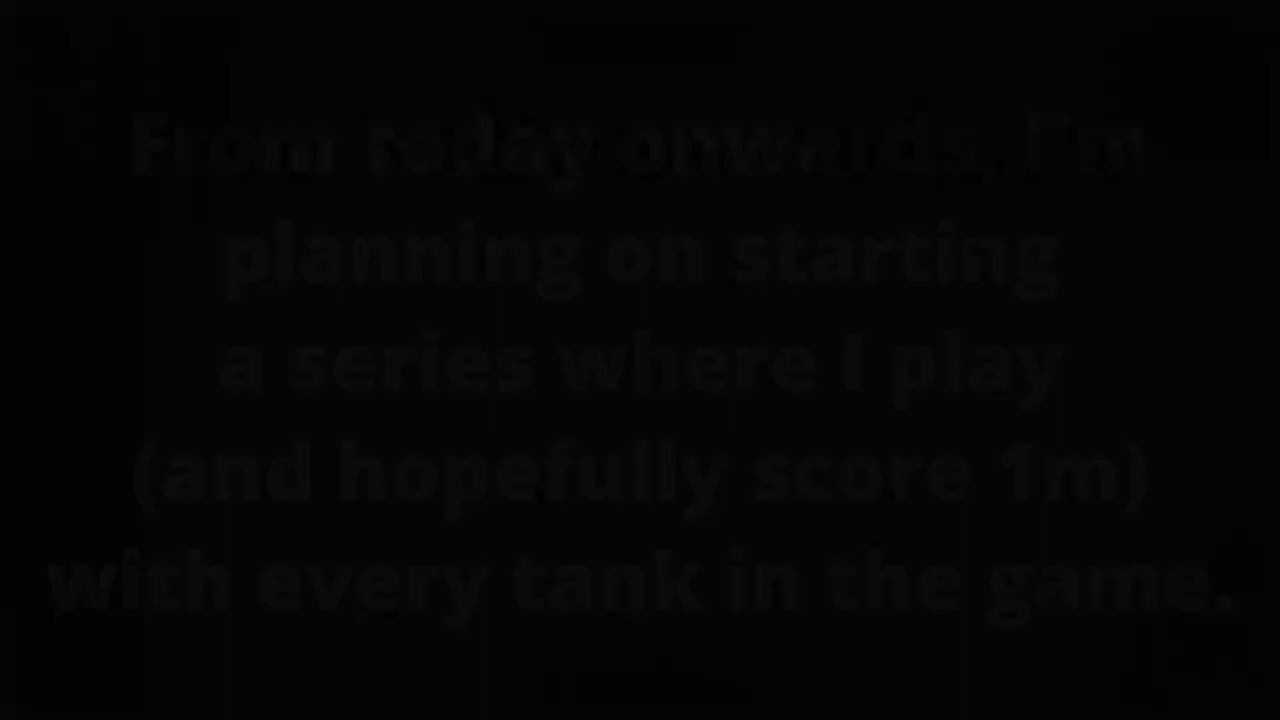 From today onwards, I'm
planning on starting
a series where I play
(and hopefully score 1m)
with every tank in the game.